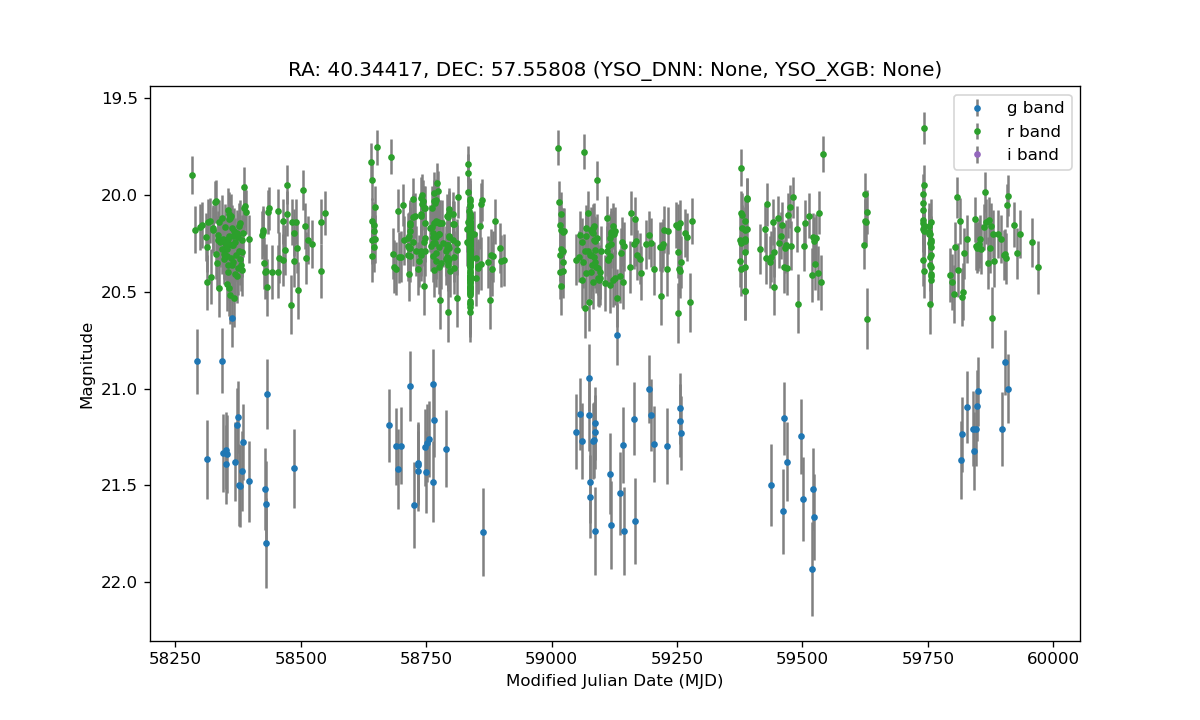 RA: 40.34417, DEC: 57.55808 (YSO_DNN: None, YSO_XGB: None)
g band
r band
i band
19.5
20.0
20.5
21.0
21.5
22.0
Magnitude
58250 58500 58750 59000 59250 59500 59750 60000
Modified Julian Date (MJD)